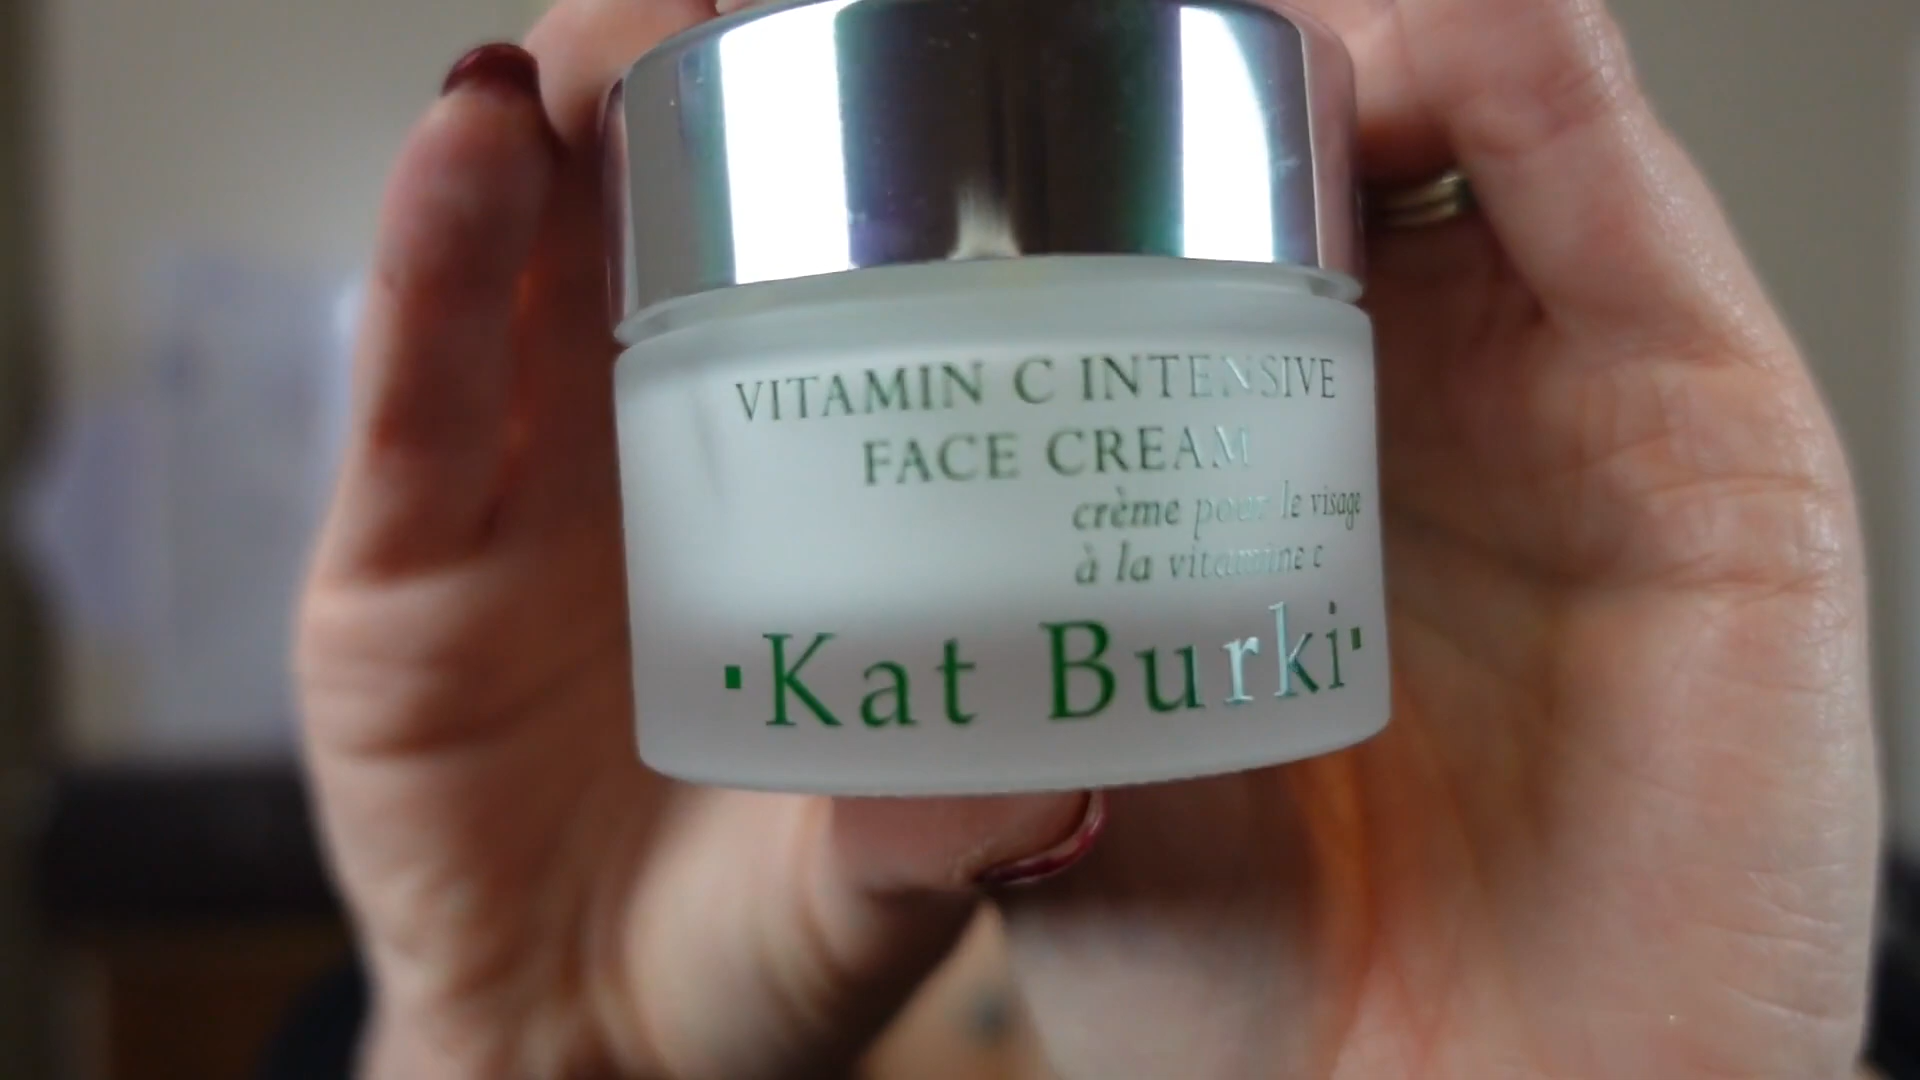 VITAMIN C INTENSIVE
FACE CREAM
crème pour le visage
à la vitamine c
·Kat Burki·